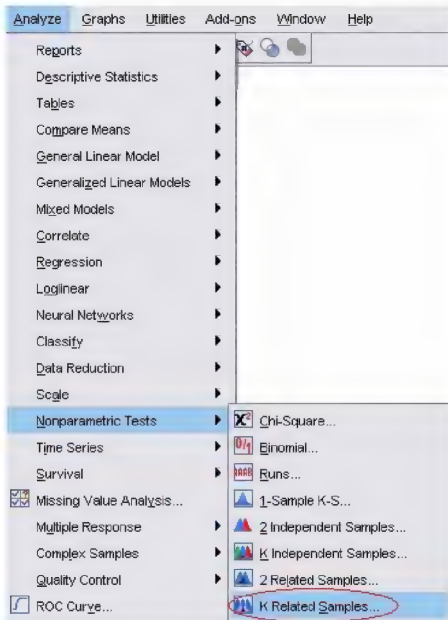 Analyze Graphs Utilities Add-ons Window Help
Reports
Descriptive Statistics
Tables
Compare Means
General Linear Model
Generalized Linear Models
Mixed Models
Correlate
Regression
Loglinear
Neural Networks
Classify
Data Reduction
Scale
Nonparametric Tests
Time Series
Survival
Missing Value Analysis...
Multiple Response
Complex Samples
Quality Control
ROC Curve...
Chi-Square...
Binomial...
Runs...
1-Sample K-S...
2 Independent Samples...
K Independent Samples...
2 Related Samples...
K Related Samples...